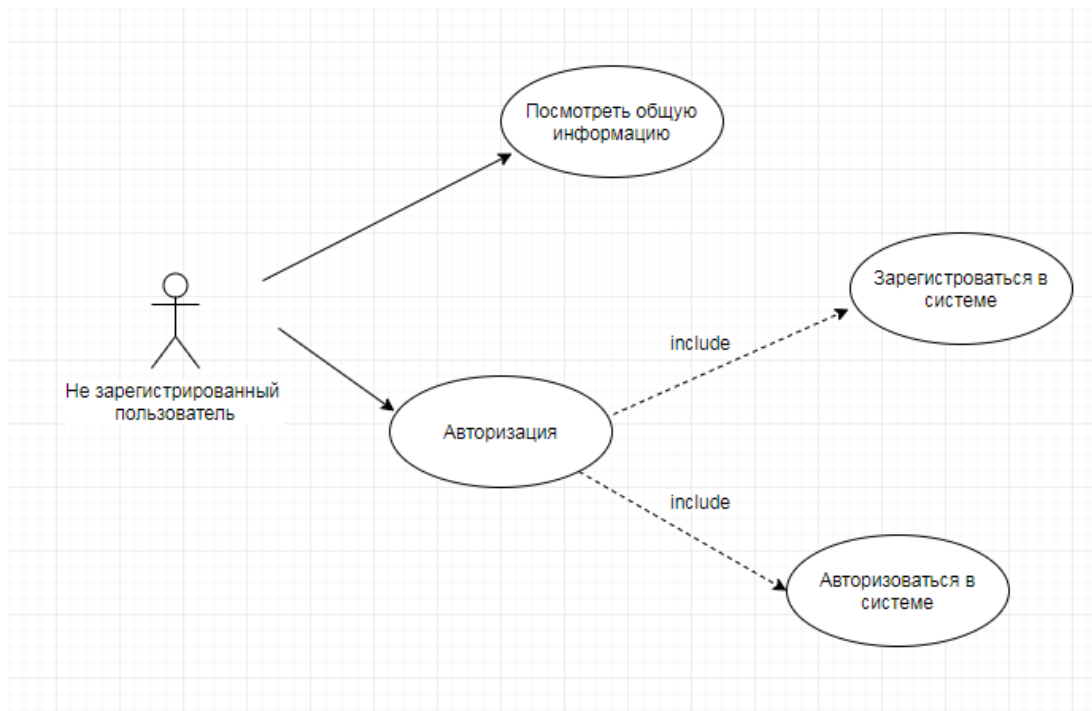 Посмотреть общую
информацию
Зарегистроваться в
системе
include
Не зарегистрированный
пользователь
Авторизация
include
Авторизоваться в
системе